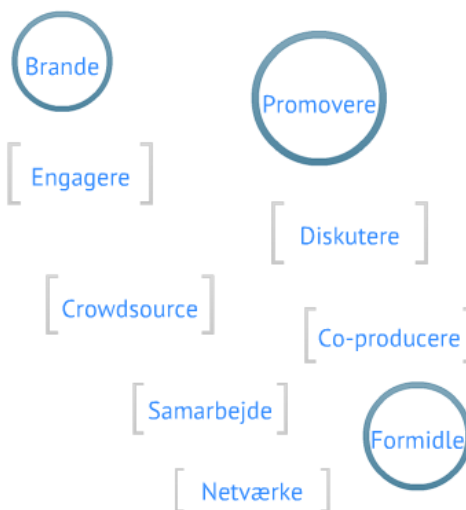 Brande
Promovere
Engagere
Diskutere
Crowdsource
Co-producere
Samarbejde
Formidle
Netværke